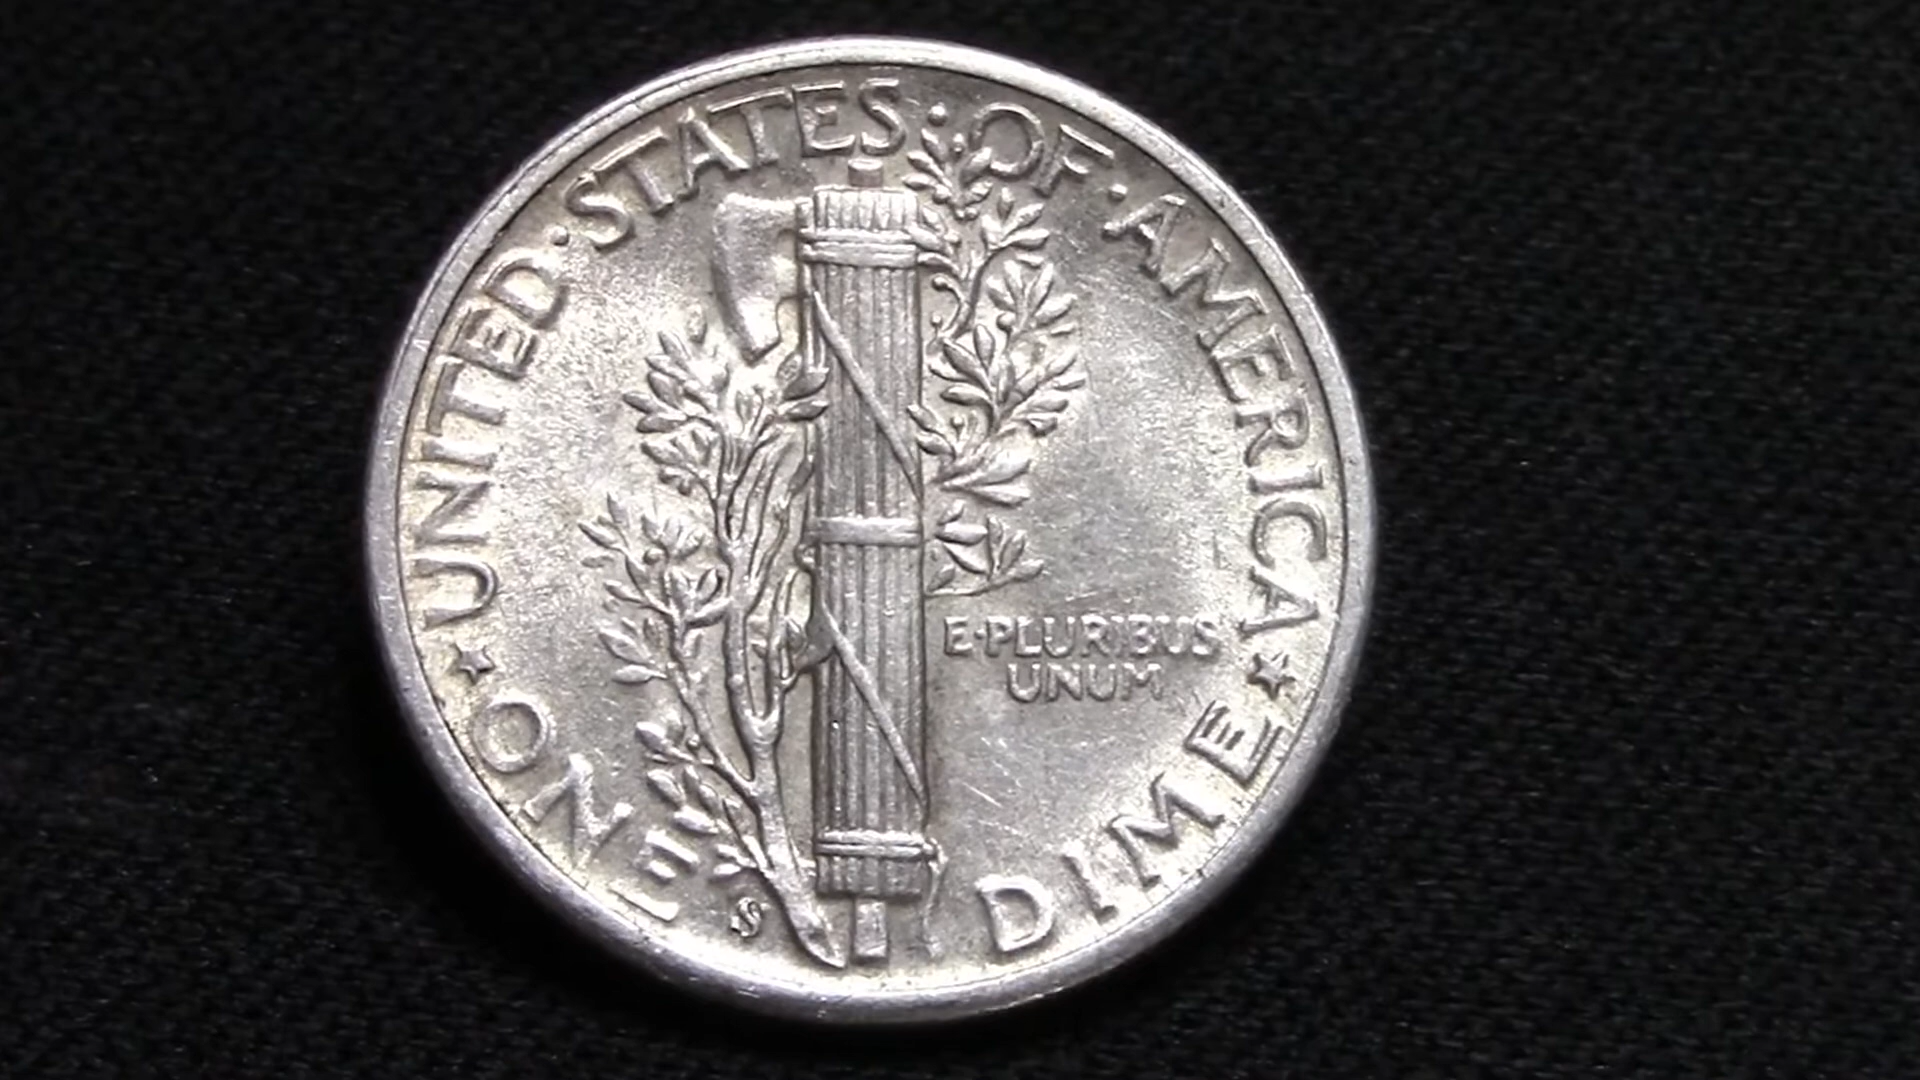 UNITED·STATES·OF·AMERICA
E·PLURIBUS
UNUM
ONE DIME
S